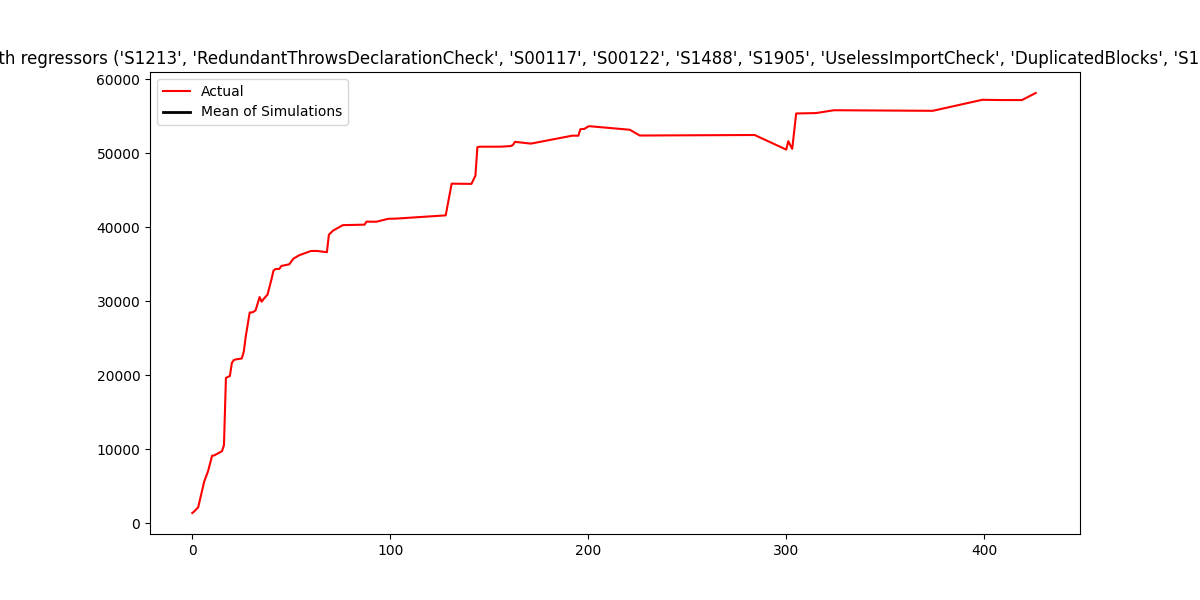 th regressors ('S1213', 'RedundantThrowsDeclarationCheck', 'S00117', 'S00122', 'S1488', 'S1905', 'UselessImportCheck', 'DuplicatedBlocks', 'S1
Actual
Mean of Simulations
60000
50000
40000
30000
20000
10000
0
0 100 200 300 400